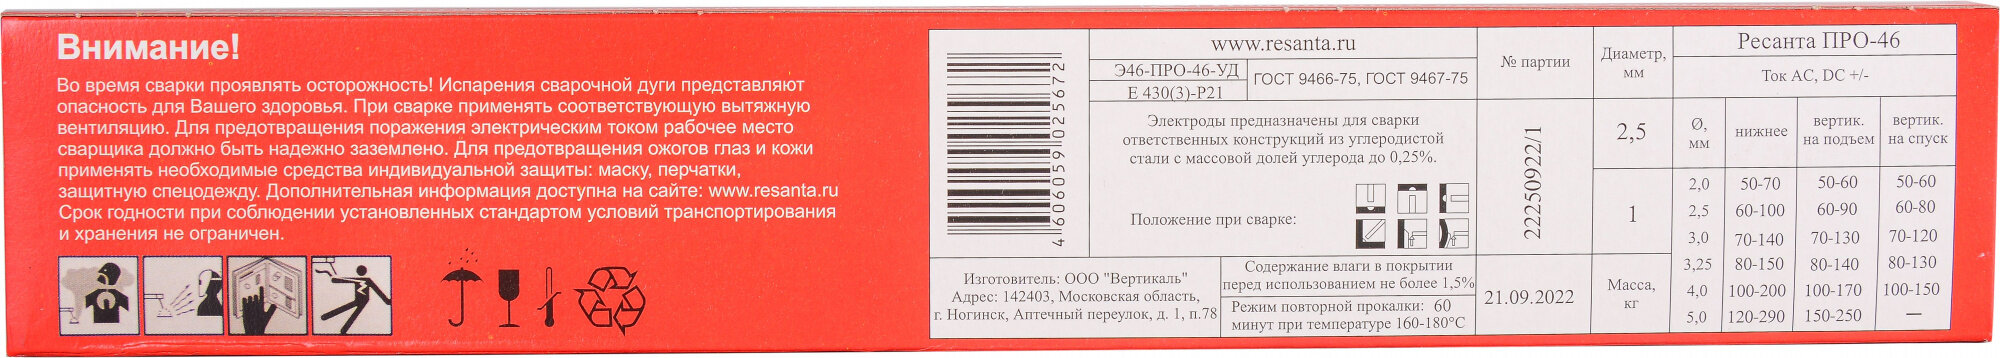 Внимание!
Во время сварки проявлять осторожность! Испарения сварочной дуги представляют
опасность для Вашего здоровья. При сварке применять соответствующую вытяжную
вентиляцию. Для предотвращения поражения электрическим током рабочее место
сварщика должно быть надежно заземлено. Для предотвращения ожогов глаз и кожи
применять необходимые средства индивидуальной защиты: маску, перчатки,
защитную спецодежду. Дополнительная информация доступна на сайте: www.resanta.ru
Срок годности при соблюдении установленных стандартом условий транспортирования
и хранения не ограничен.
4 606059 025672
www.resanta.ru
Э46-ПРО-46-УД
Е 430(3)-Р21
ГОСТ 9466-75, ГОСТ 9467-75
Электроды предназначены для сварки
ответственных конструкций из углеродистой
стали с массовой долей углерода до 0,25%.
Положение при сварке:
Изготовитель: ООО "Вертикаль"
Адрес: 142403, Московская область,
г. Ногинск, Аптечный переулок, д. 1, п.78
Содержание влаги в покрытии
перед использованием не более 1,5%
Режим повторной прокалки: 60
минут при температуре 160-180°С
№ партии
22250922/1
21.09.2022
Диаметр,
мм
2,5
1
Масса,
кг
Ресанта ПРО-46
Ток AC, DC +/-
Ø, мм нижнее вертик. на подъем вертик. на спуск
2,0 50-70 50-60 50-60
2,5 60-100 60-90 60-80
3,0 70-140 70-130 70-120
3,25 80-150 80-140 80-130
4,0 100-200 100-170 100-150
5,0 120-290 150-250 —